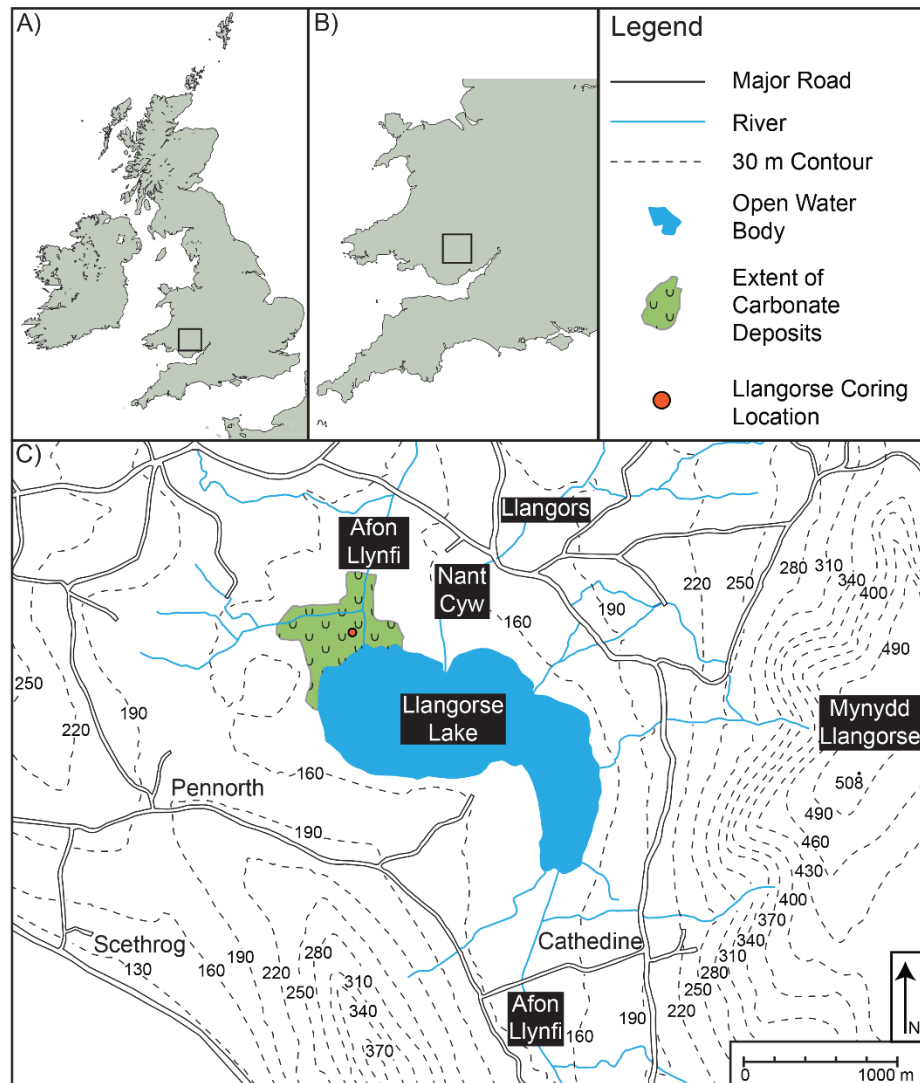 A)
B)
Legend
Major Road
River
30 m Contour
Open Water
Body
Extent of
Carbonate
Deposits
Llangorse Coring
Location
C)
Llangors
Afon
Llynfi
Nant
Cyw
160
190
220
250
280
310
340
400
490
250
220
190
Llangorse
Lake
Mynydd
Llangorse
508
490
460
430
400
370
340
310
280
250
220
190
160
Pennorth
190
Scethrog
130
160
190
220
250
280
310
340
370
Cathedine
Afon
Llynfi
160
N
0
1000 m